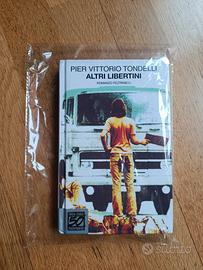 PIER VITTORIO TONDELLI
ALTRI LIBERTINI
ROMANZO FELTRINELLI
50
subito